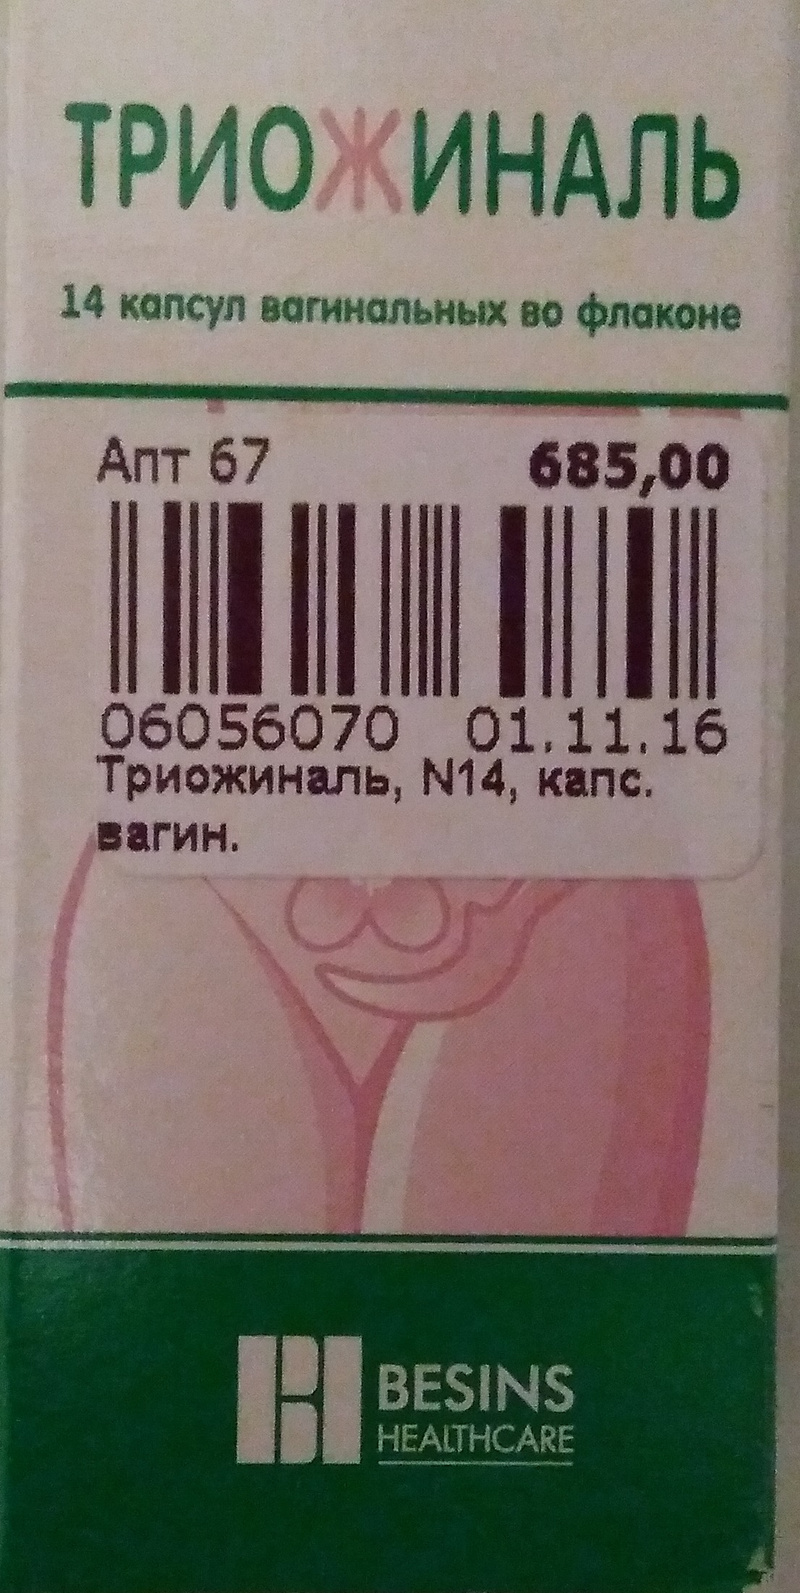 ТРИОЖИНАЛЬ
14 капсул вагинальных во флаконе
Апт 67 685,00
06056070 01.11.16
Триожиналь, N14, капс.
вагин.
BESINS
HEALTHCARE